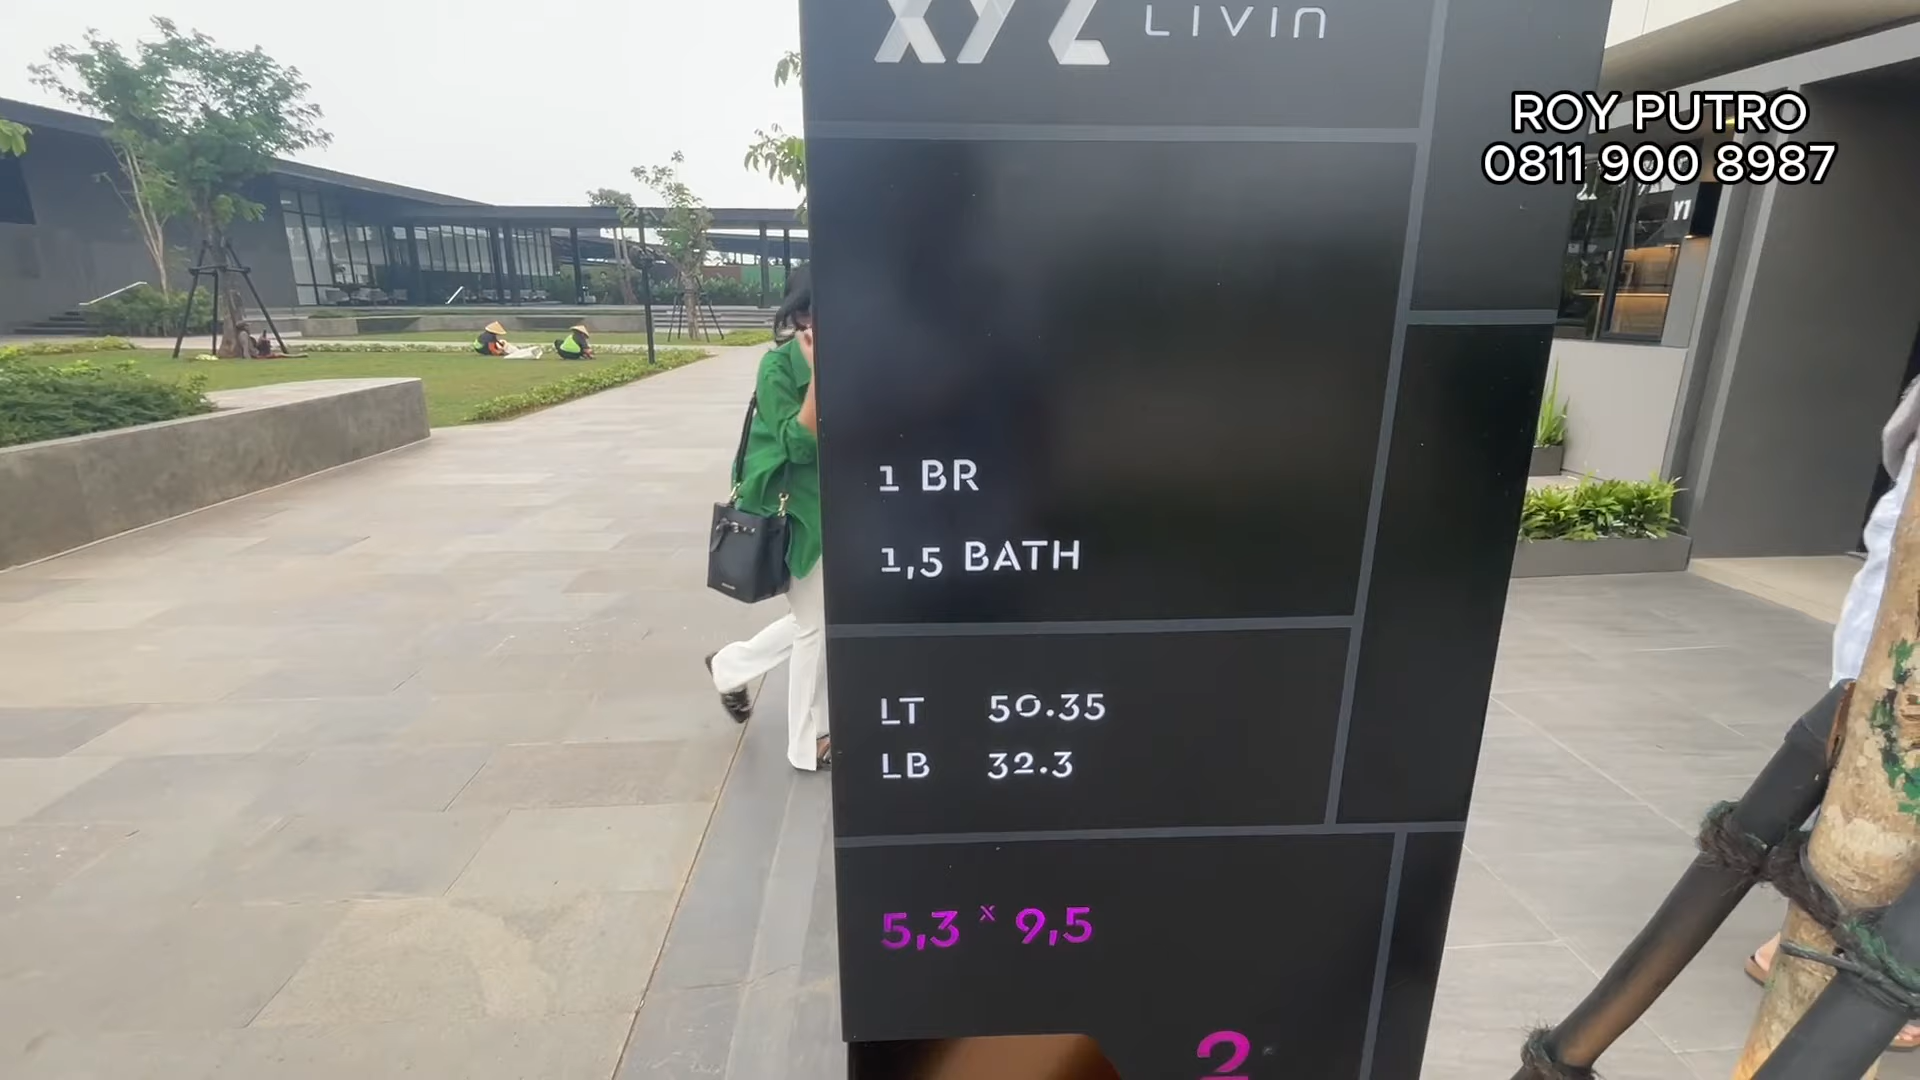 XYZ LIVIN
ROY PUTRO
0811 900 8987
Y1
1 BR
1,5 BATH
LT 50.35
LB 32.3
5,3 x 9,5
2